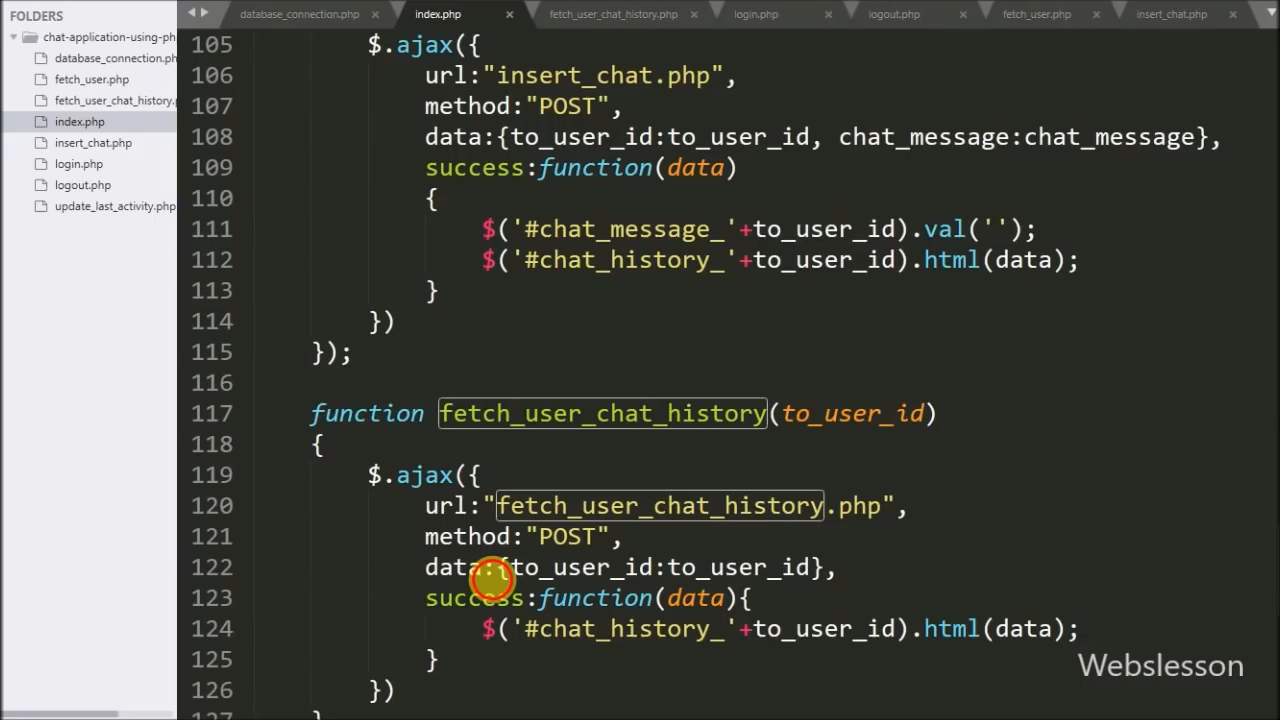 FOLDERS
chat-application-using-ph
database_connection.ph
fetch_user.php
fetch_user_chat_history.p
index.php
insert_chat.php
login.php
logout.php
update_last_activity.php
database_connection.php × index.php × fetch_user_chat_history.php × login.php × logout.php × fetch_user.php × insert_chat.php ×
105 $.ajax({
106 url:"insert_chat.php",
107 method:"POST",
108 data:{to_user_id:to_user_id, chat_message:chat_message},
109 success:function(data)
110 {
111 $('#chat_message_'+to_user_id).val('');
112 $('#chat_history_'+to_user_id).html(data);
113 }
114 })
115 });
116
117 function fetch_user_chat_history(to_user_id)
118 {
119 $.ajax({
120 url:"fetch_user_chat_history.php",
121 method:"POST",
122 data:{to_user_id:to_user_id},
123 success:function(data){
124 $('#chat_history_'+to_user_id).html(data);
125 }
126 })
127 }
Webslesson